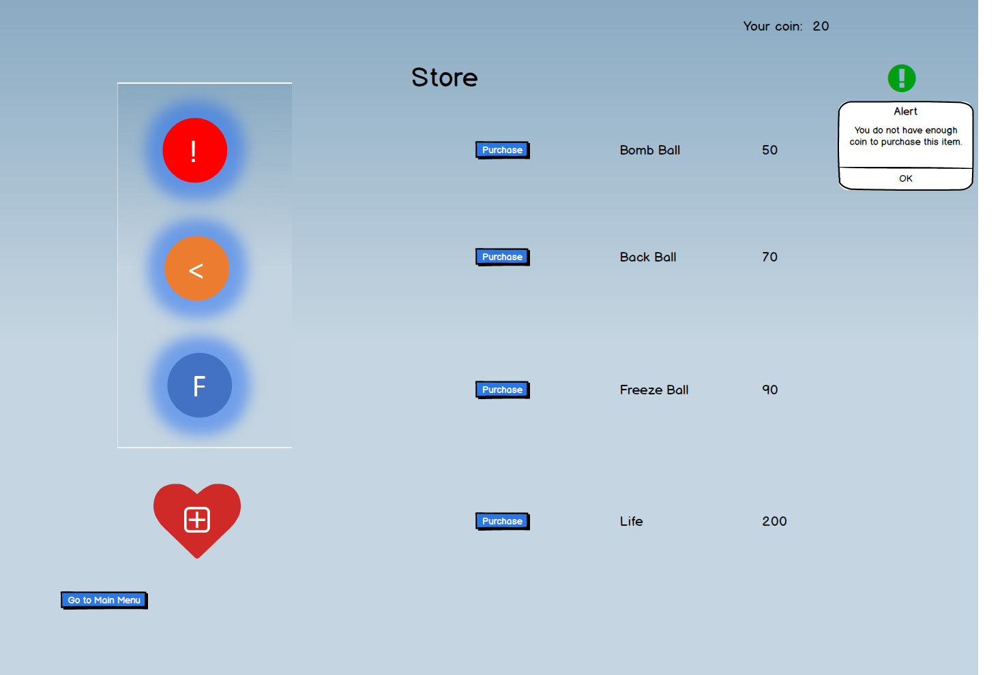 Your coin: 20
Store
!
!
Alert
You do not have enough
coin to purchase this item.
OK
Purchase Bomb Ball 50
<
Purchase Back Ball 70
F
Purchase Freeze Ball 90
Purchase Life 200
Go to Main Menu